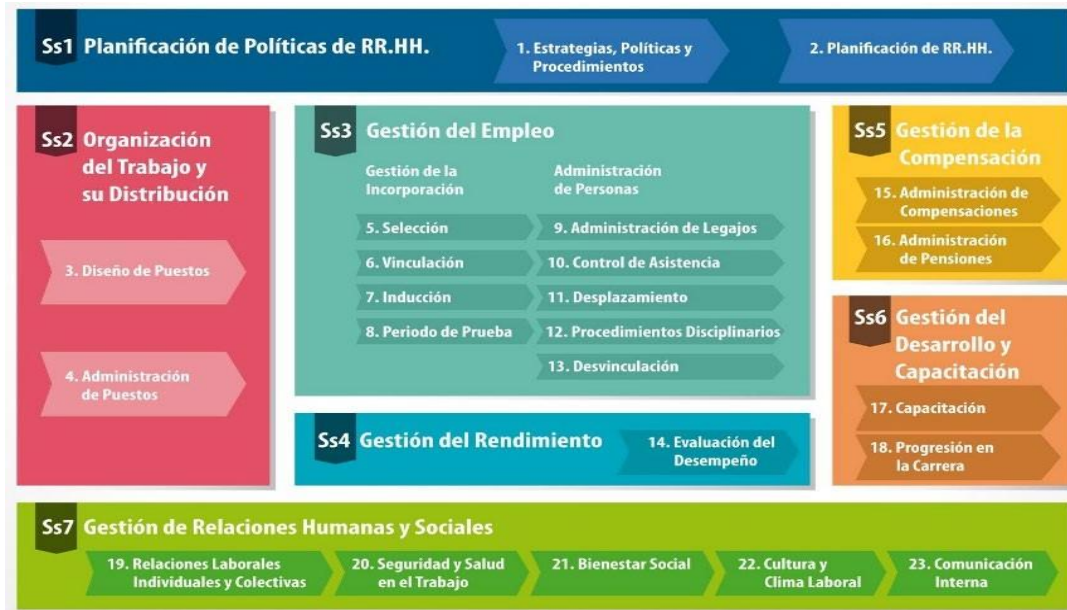 Ss1 Planificación de Políticas de RR.HH.
1. Estrategias, Políticas y
Procedimientos
2. Planificación de RR.HH.
Ss2 Organización
del Trabajo y
su Distribución
3. Diseño de Puestos
4. Administración
de Puestos
Ss3 Gestión del Empleo
Gestión de la
Incorporación
5. Selección
6. Vinculación
7. Inducción
8. Periodo de Prueba
Administración
de Personas
9. Administración de Legajos
10. Control de Asistencia
11. Desplazamiento
12. Procedimientos Disciplinarios
13. Desvinculación
Ss4 Gestión del Rendimiento
14. Evaluación del
Desempeño
Ss5 Gestión de la
Compensación
15. Administración de
Compensaciones
16. Administración
de Pensiones
Ss6 Gestión del
Desarrollo y
Capacitación
17. Capacitación
18. Progresión en
la Carrera
Ss7 Gestión de Relaciones Humanas y Sociales
19. Relaciones Laborales
Individuales y Colectivas
20. Seguridad y Salud
en el Trabajo
21. Bienestar Social
22. Cultura y
Clima Laboral
23. Comunicación
Interna